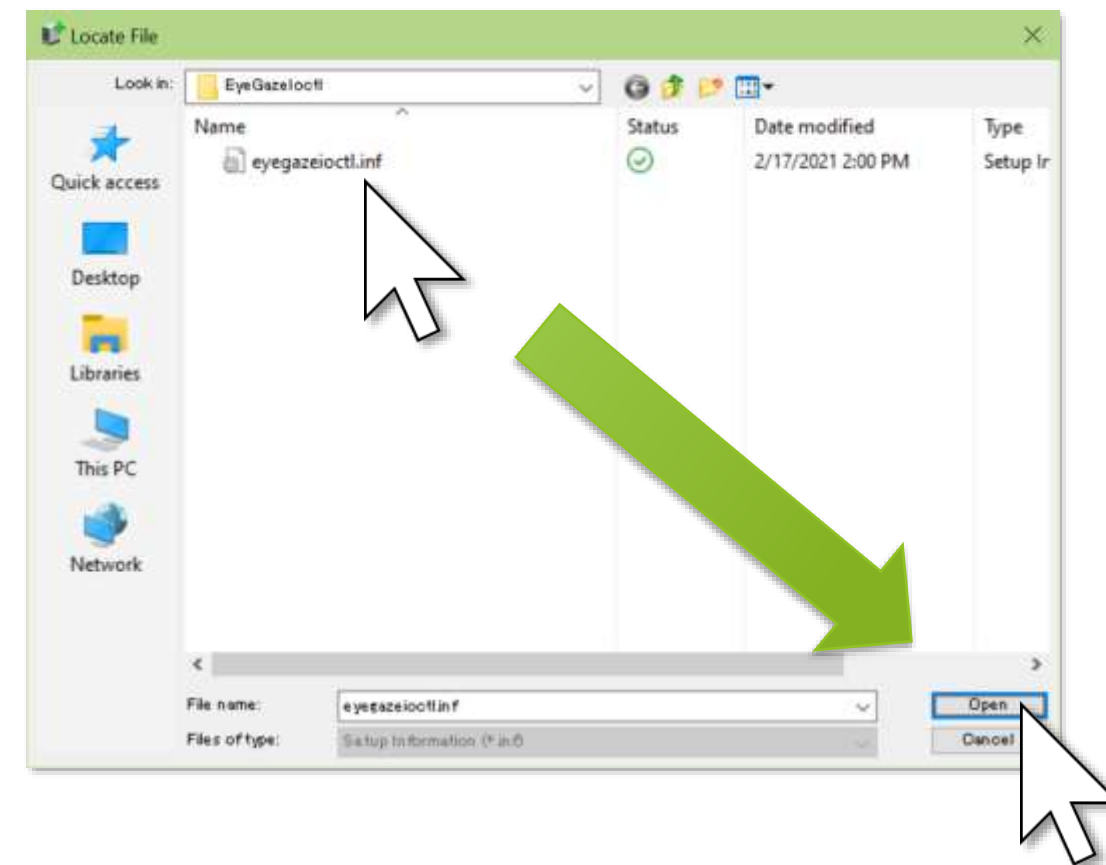 Locate File
Look in: EyeGazeIoctl
Name Status Date modified Type
eyegazeioctl.inf 2/17/2021 2:00 PM Setup Ir
Quick access
Desktop
Libraries
This PC
Network
File name: eyegazeioctl.inf Open
Files of type: Setup Information (*.inf) Cancel